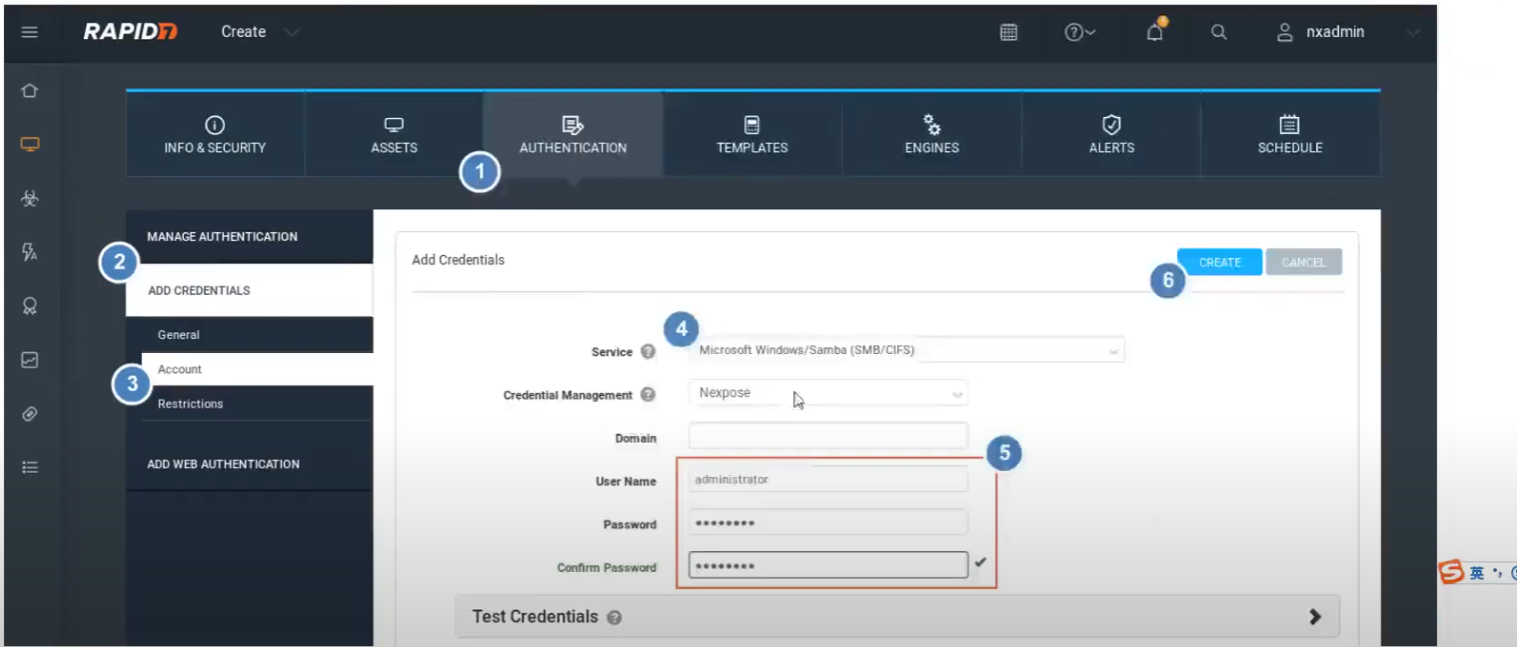 RAPID7 Create nxadmin
INFO & SECURITY ASSETS AUTHENTICATION TEMPLATES ENGINES ALERTS SCHEDULE
1
MANAGE AUTHENTICATION
2
ADD CREDENTIALS
General
3
Account
Restrictions
ADD WEB AUTHENTICATION
Add Credentials
CREATE CANCEL
6
4
Service Microsoft Windows/Samba (SMB/CIFS)
Credential Management Nexpose
Domain
5
User Name administrator
Password ••••••••
Confirm Password ••••••••
Test Credentials
英